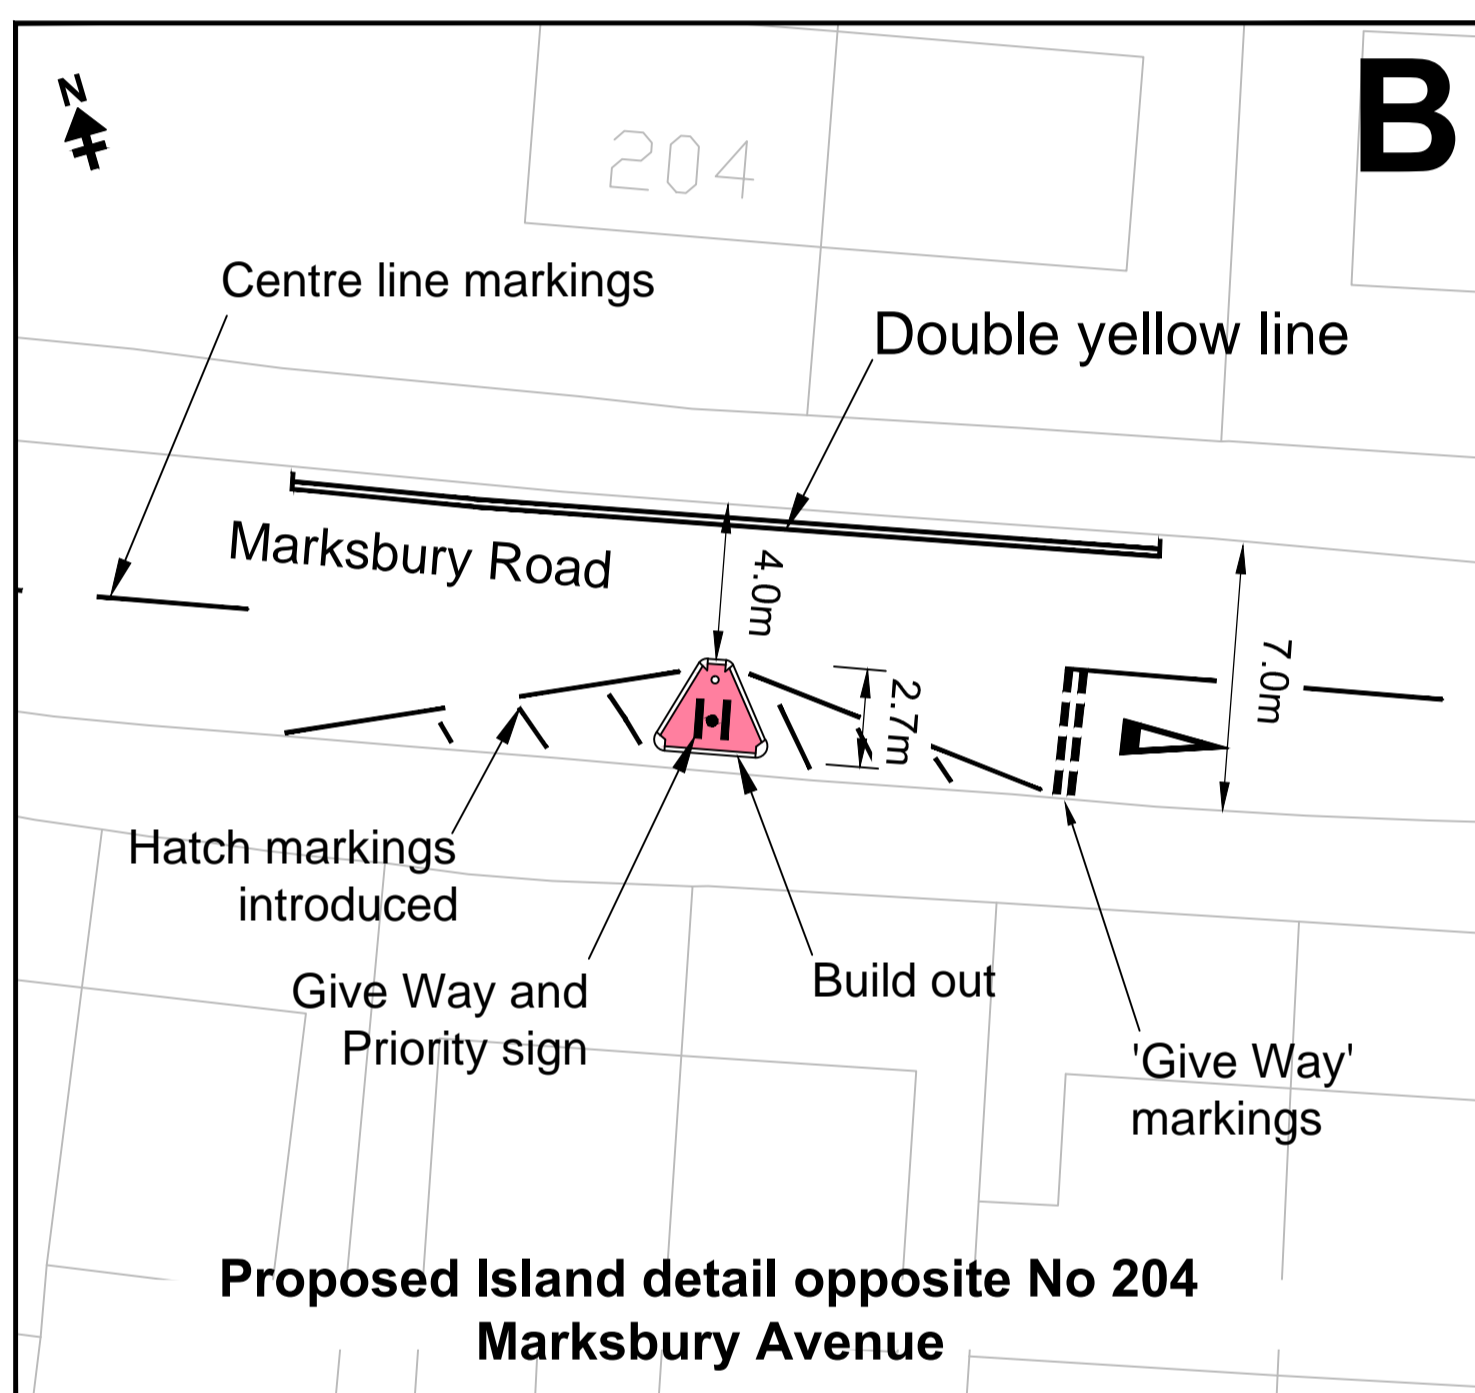 N
B
204
Centre line markings
Double yellow line
Marksbury Road
4.0m
7.0m
2.7m
Hatch markings
introduced
Give Way and
Priority sign
Build out
'Give Way'
markings
Proposed Island detail opposite No 204
Marksbury Avenue